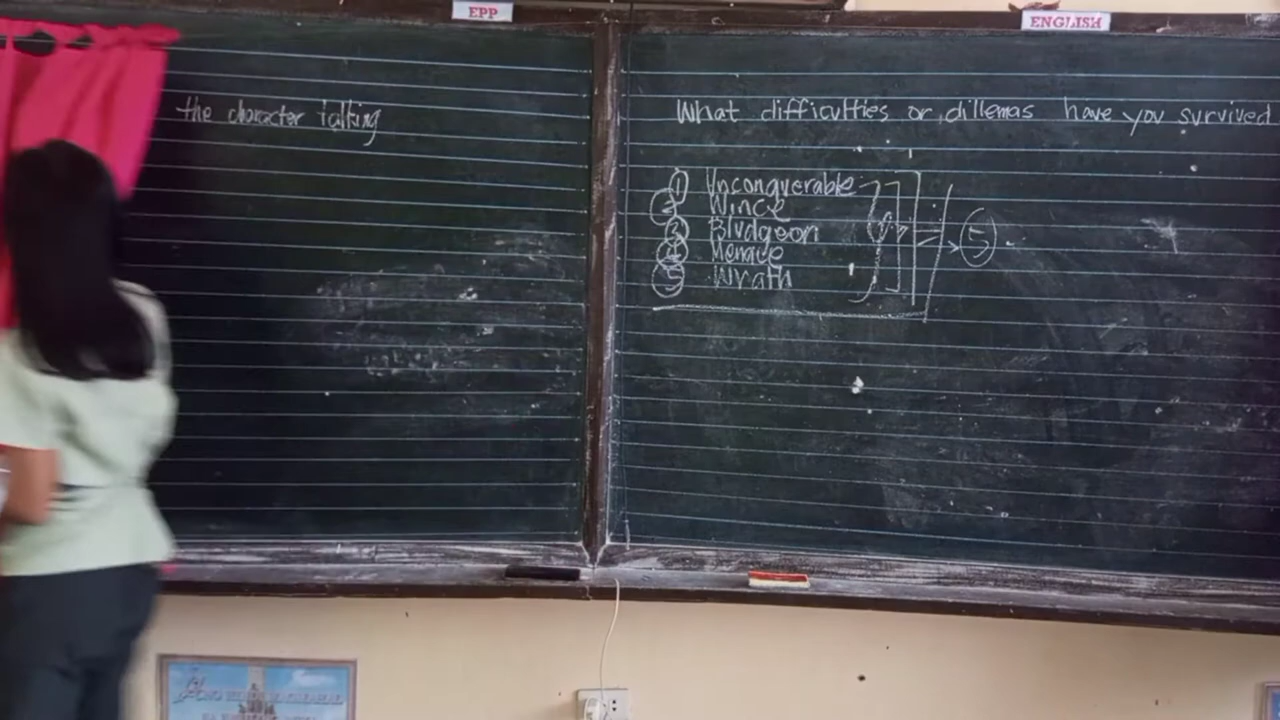 EPP
ENGLISH
the character talking
What difficulties or dillemas have you survived
1 Unconquerable
2 Wince
3 Bludgeon
4 Menace
5 Wrath
5